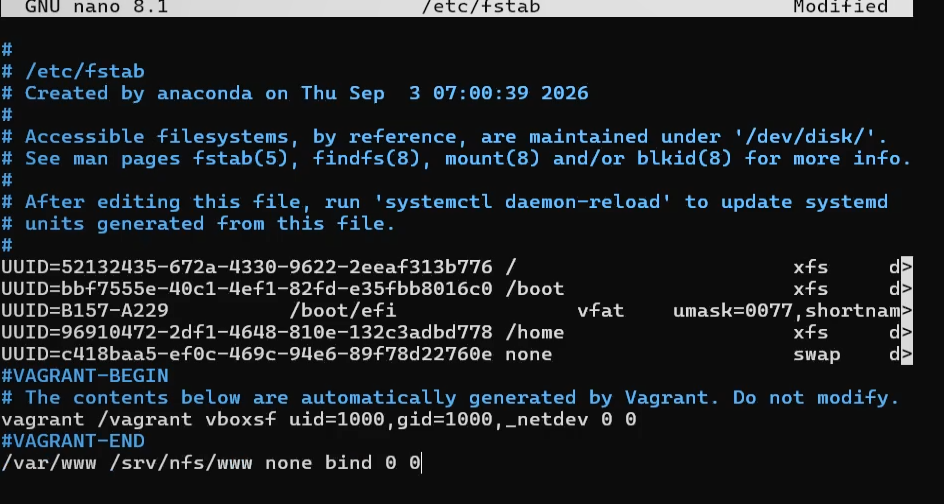 GNU nano 8.1 /etc/fstab Modified
#
# /etc/fstab
# Created by anaconda on Thu Sep  3 07:00:39 2026
#
# Accessible filesystems, by reference, are maintained under '/dev/disk/'.
# See man pages fstab(5), findfs(8), mount(8) and/or blkid(8) for more info.
#
# After editing this file, run 'systemctl daemon-reload' to update systemd
# units generated from this file.
#
UUID=52132435-672a-4330-9622-2eeaf313b776 / xfs d>
UUID=bbf7555e-40c1-4ef1-82fd-e35fbb8016c0 /boot xfs d>
UUID=B157-A229 /boot/efi vfat umask=0077,shortnam>
UUID=96910472-2df1-4648-810e-132c3adbd778 /home xfs d>
UUID=c418baa5-ef0c-469c-94e6-89f78d22760e none swap d>
#VAGRANT-BEGIN
# The contents below are automatically generated by Vagrant. Do not modify.
vagrant /vagrant vboxsf uid=1000,gid=1000,_netdev 0 0
#VAGRANT-END
/var/www /srv/nfs/www none bind 0 0